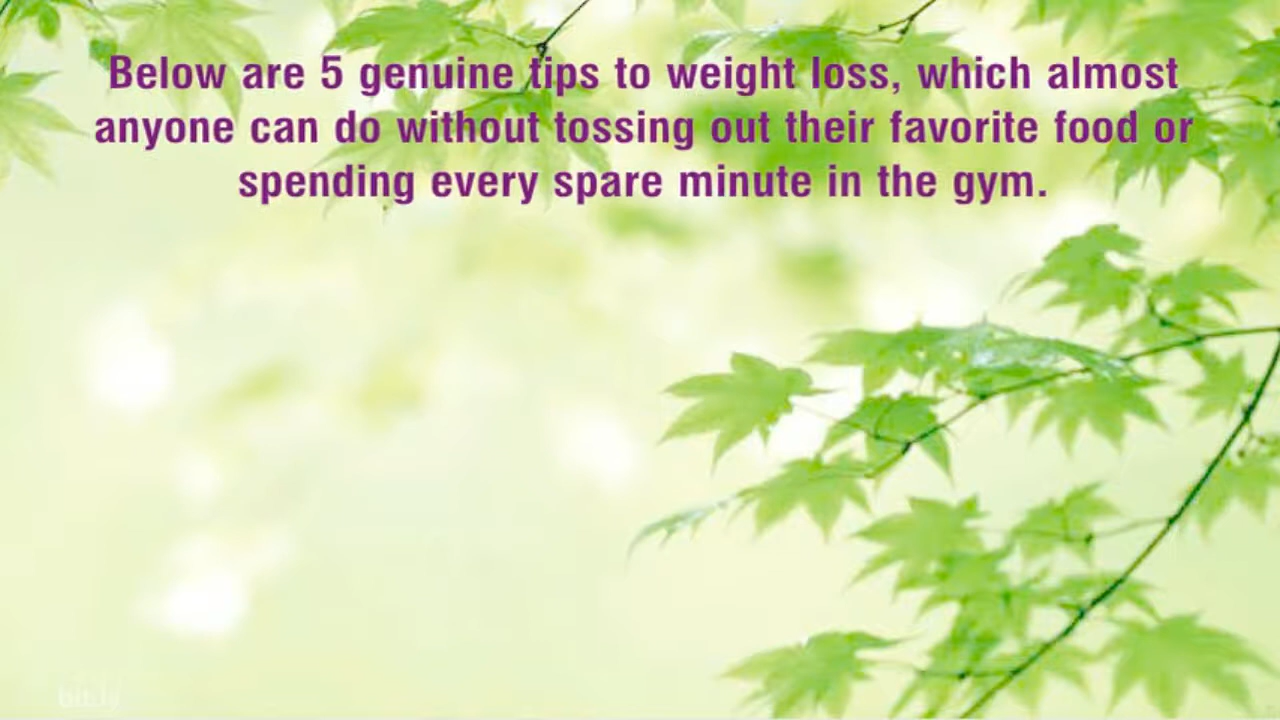 Below are 5 genuine tips to weight loss, which almost
anyone can do without tossing out their favorite food or
spending every spare minute in the gym.